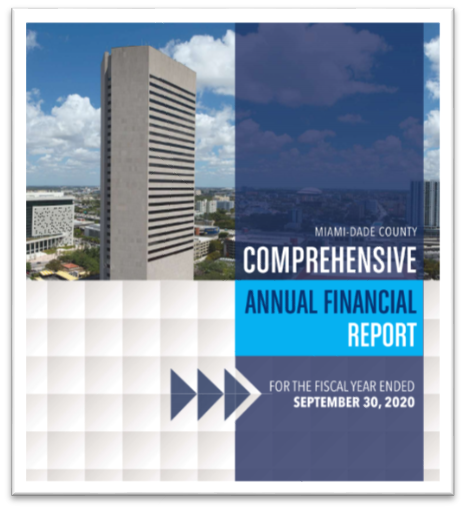 MIAMI-DADE COUNTY
COMPREHENSIVE
ANNUAL FINANCIAL
REPORT
FOR THE FISCAL YEAR ENDED
SEPTEMBER 30, 2020